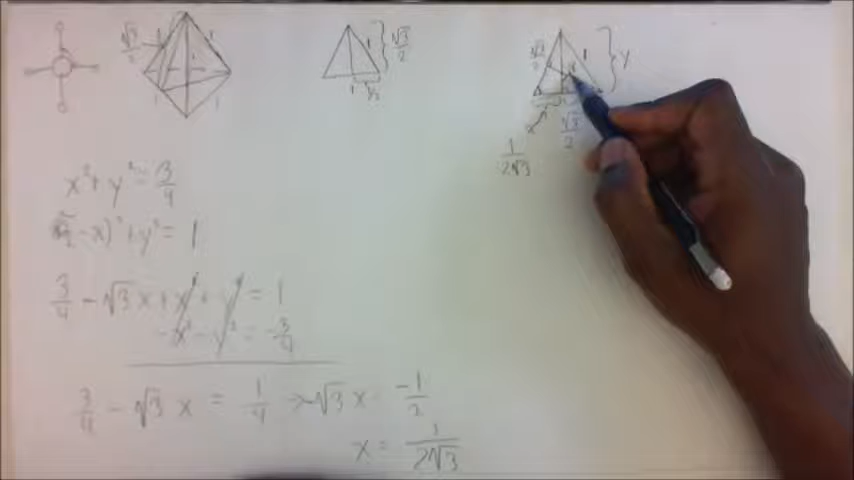 √3/2
1
1
1
1
1
√3/2
1 1/2
√3/2
1
y
x
√3/2
1/2√3
x² + y² = 3/4
- x)² + y² = 1
3/4 - √3 x + x² + y² = 1
- x² - y² = -3/4
3/4 - √3 x = 1/4 → -√3 x = -1/2
x = 1/2√3